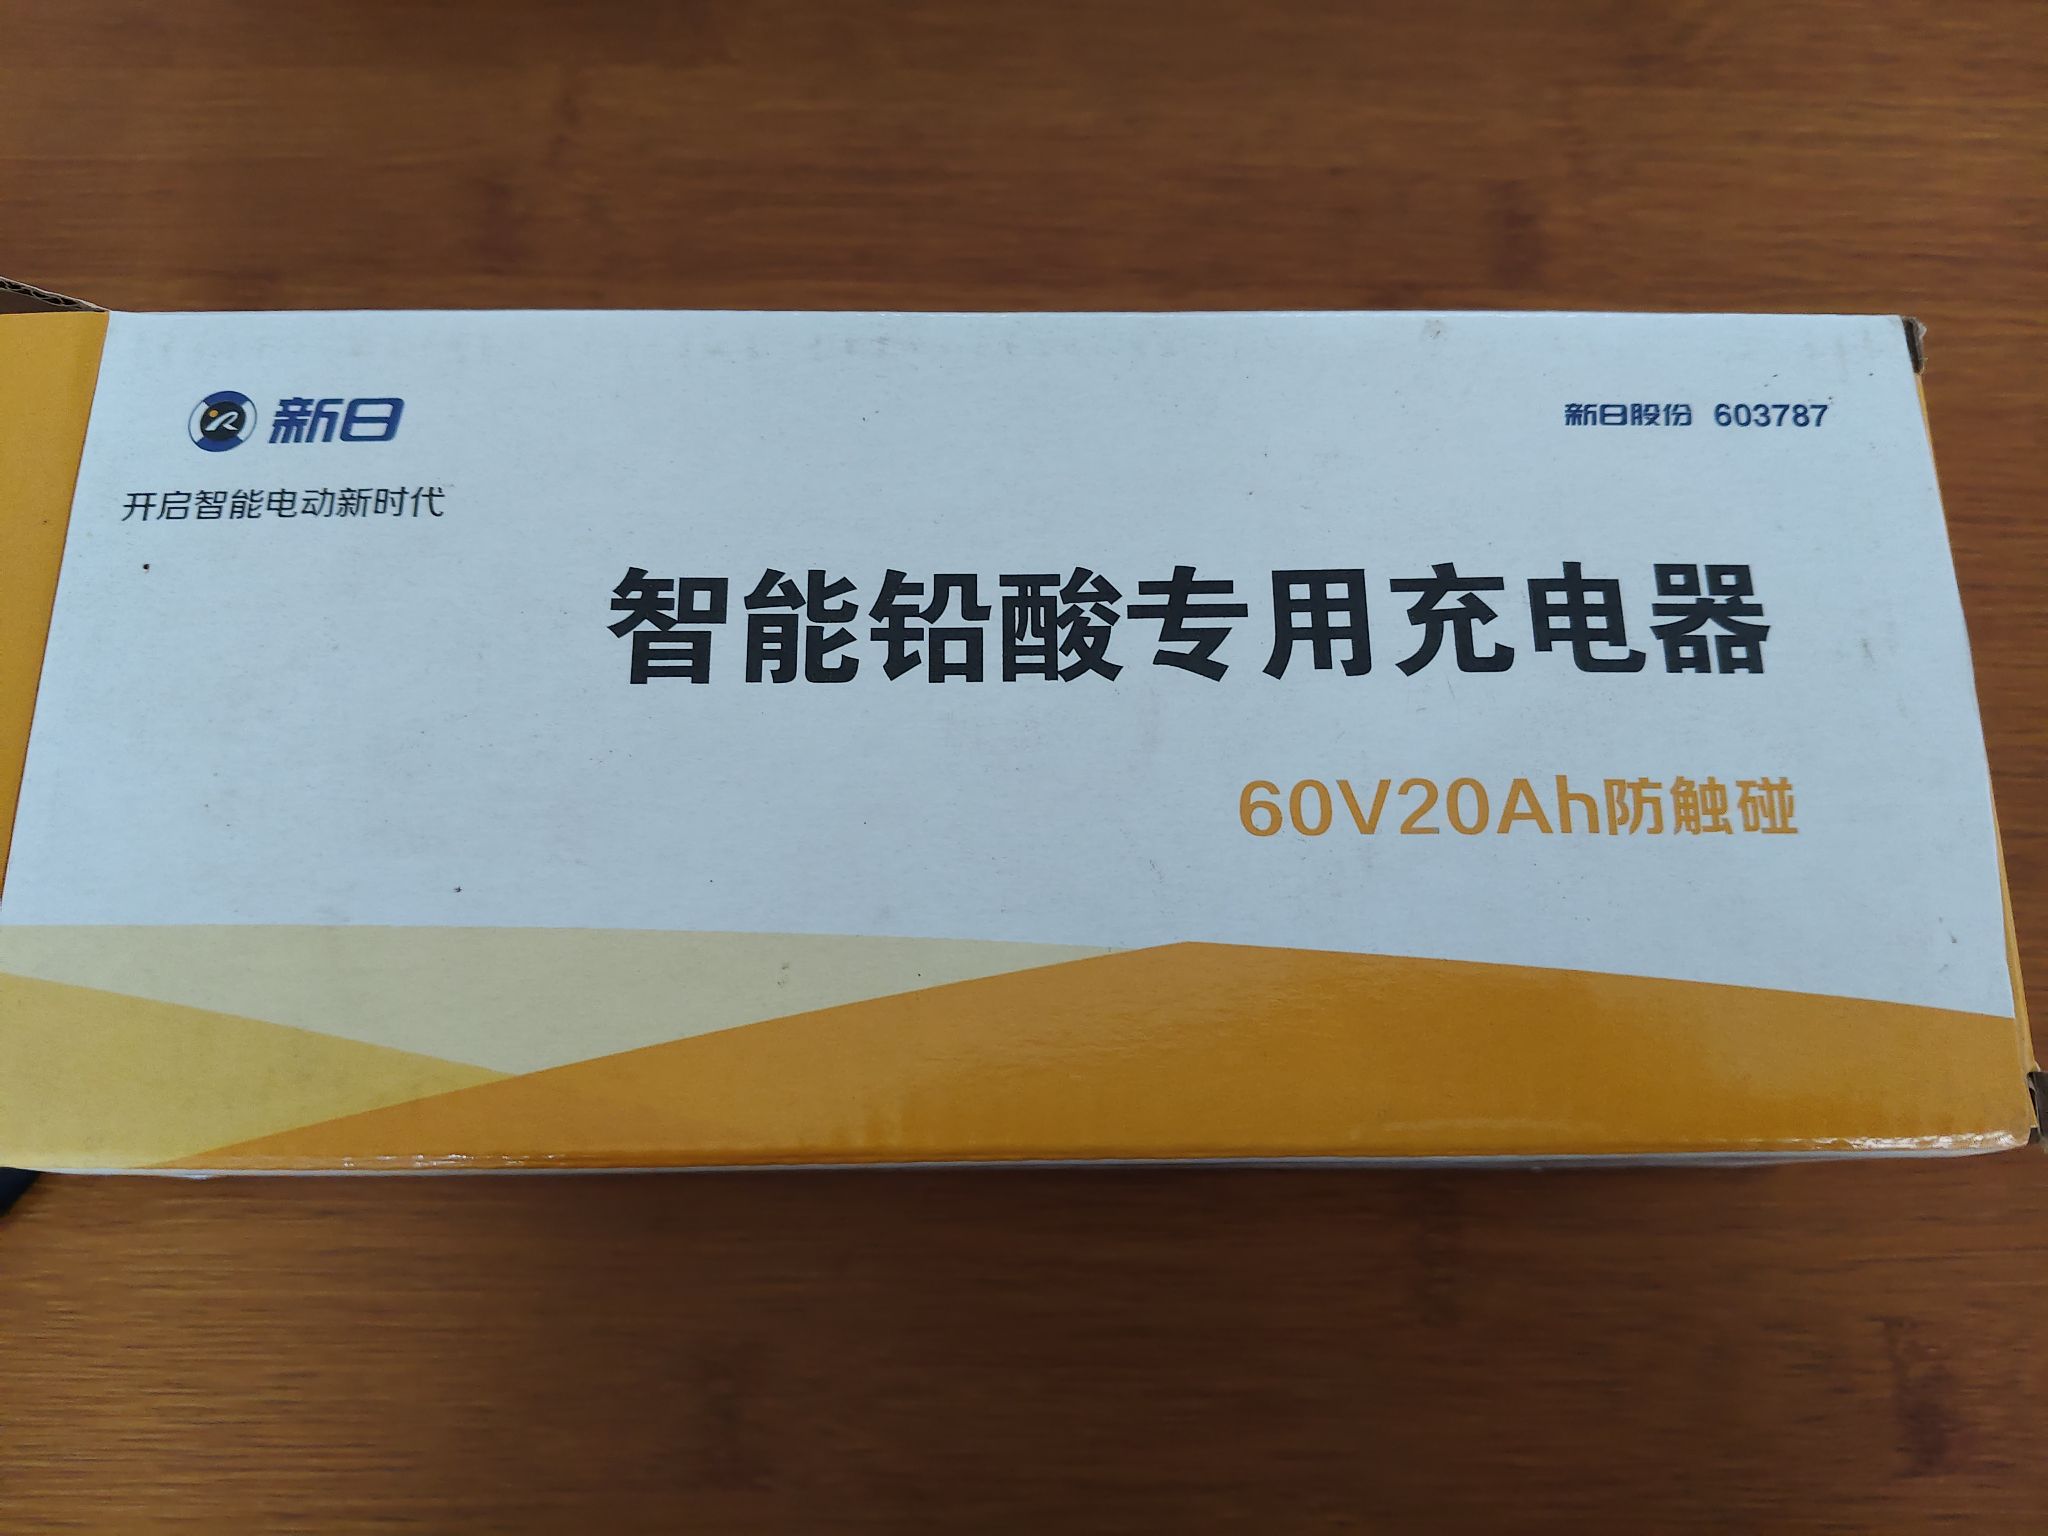 新日
新日股份 603787
开启智能电动新时代
智能铅酸专用充电器
60V20Ah防触碰